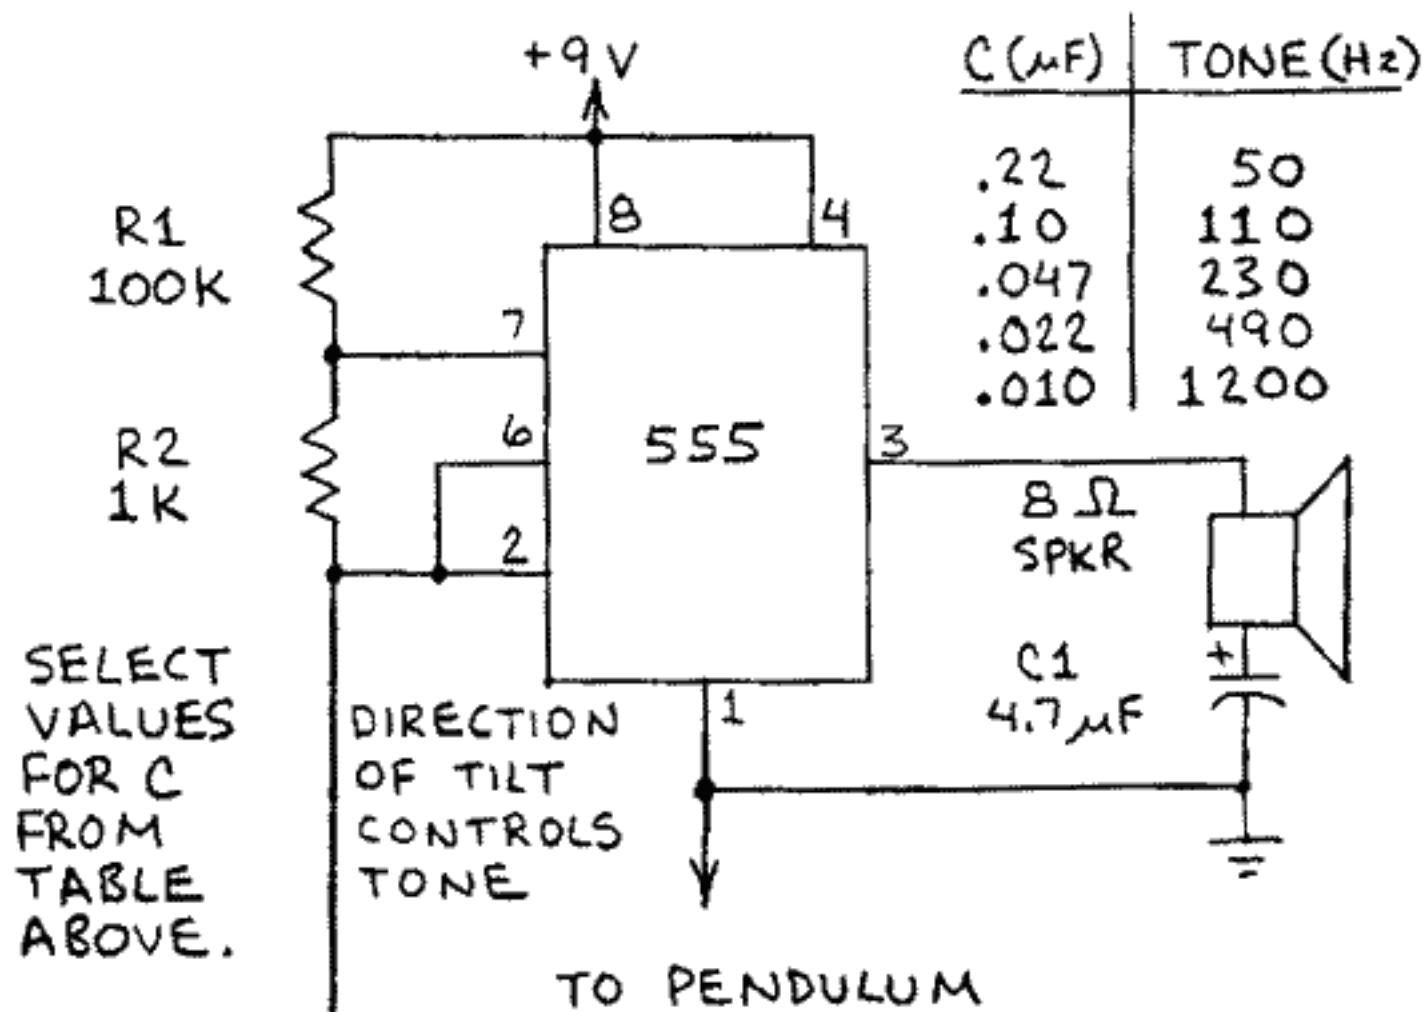 +9V
C(μF) TONE(Hz)
.22 50
.10 110
.047 230
.022 490
.010 1200
8 4
R1
100K
7
R2
1K
6
555
3
2
8 Ω
SPKR
C1
4.7μF
+
1
SELECT
VALUES
FOR C
FROM
TABLE
ABOVE.
DIRECTION
OF TILT
CONTROLS
TONE
TO PENDULUM